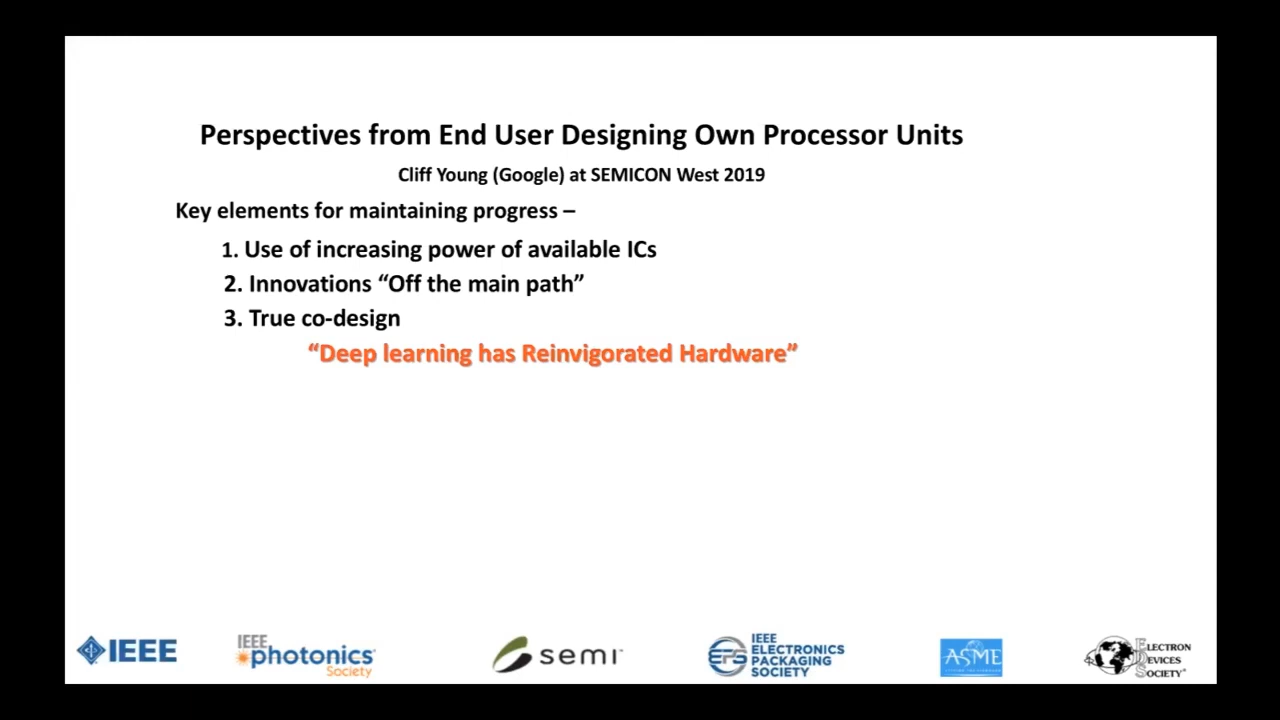 Perspectives from End User Designing Own Processor Units
Cliff Young (Google) at SEMICON West 2019
Key elements for maintaining progress –
1. Use of increasing power of available ICs
2. Innovations “Off the main path”
3. True co-design
“Deep learning has Reinvigorated Hardware”
IEEE
IEEE
photonics
Society
semi
EPS
IEEE
ELECTRONICS
PACKAGING
SOCIETY
ASME
ELECTRON
DEVICES
SOCIETY®